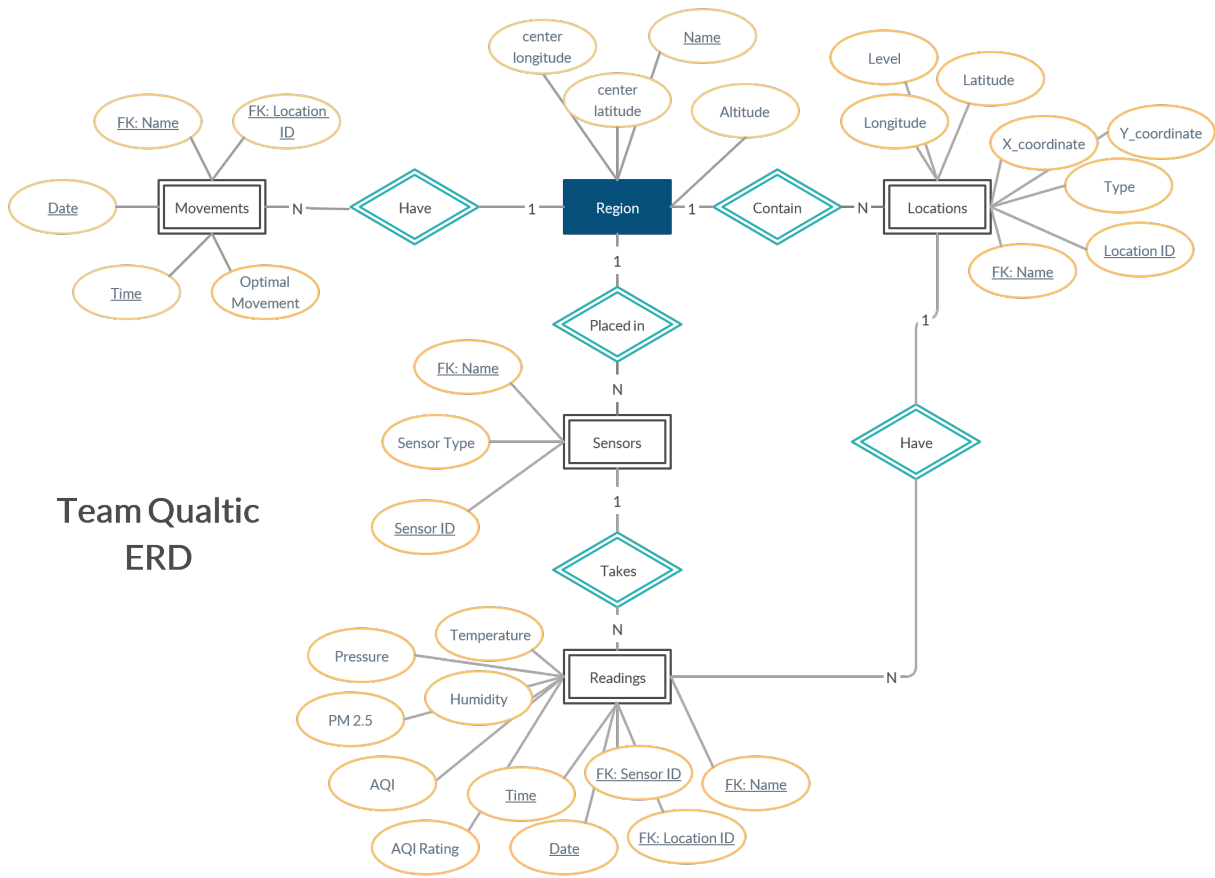 center
longitude
Name
center
latitude
Altitude
Level
Latitude
Longitude
X_coordinate
Y_coordinate
Type
Location ID
FK: Name
FK: Name
FK: Location
ID
Date
Movements
N
Have
1
Region
1
Contain
N
Locations
Time
Optimal
Movement
1
Placed in
N
1
FK: Name
Sensor Type
Sensors
Have
Sensor ID
1
Team Qualtic
ERD
Takes
N
Temperature
Pressure
Readings
N
Humidity
PM 2.5
AQI
Time
FK: Sensor ID
FK: Name
AQI Rating
Date
FK: Location ID